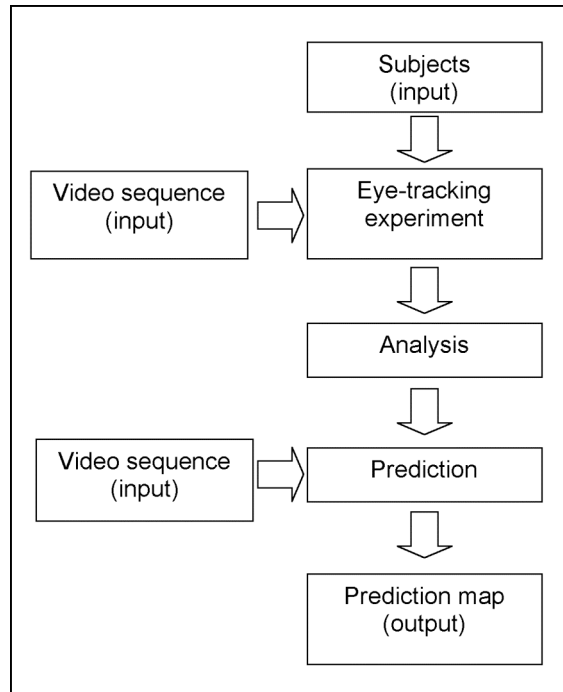 Subjects
(input)
Video sequence
(input)
Eye-tracking
experiment
Analysis
Video sequence
(input)
Prediction
Prediction map
(output)